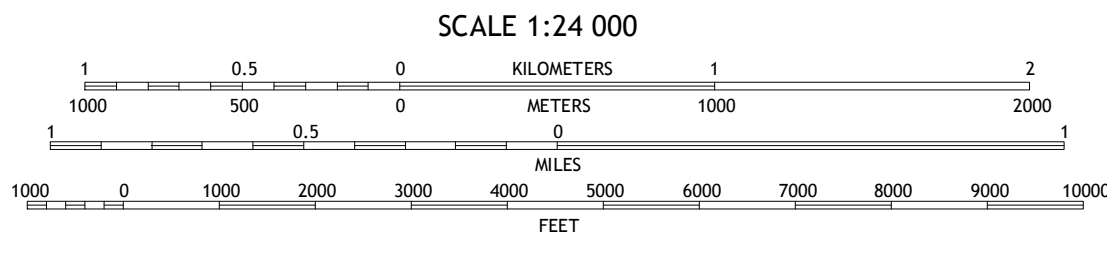 SCALE 1:24 000
1 0.5 0 KILOMETERS 1 2
1000 500 0 METERS 1000 2000
1 0.5 0 1
MILES
1000 0 1000 2000 3000 4000 5000 6000 7000 8000 9000 10000
FEET